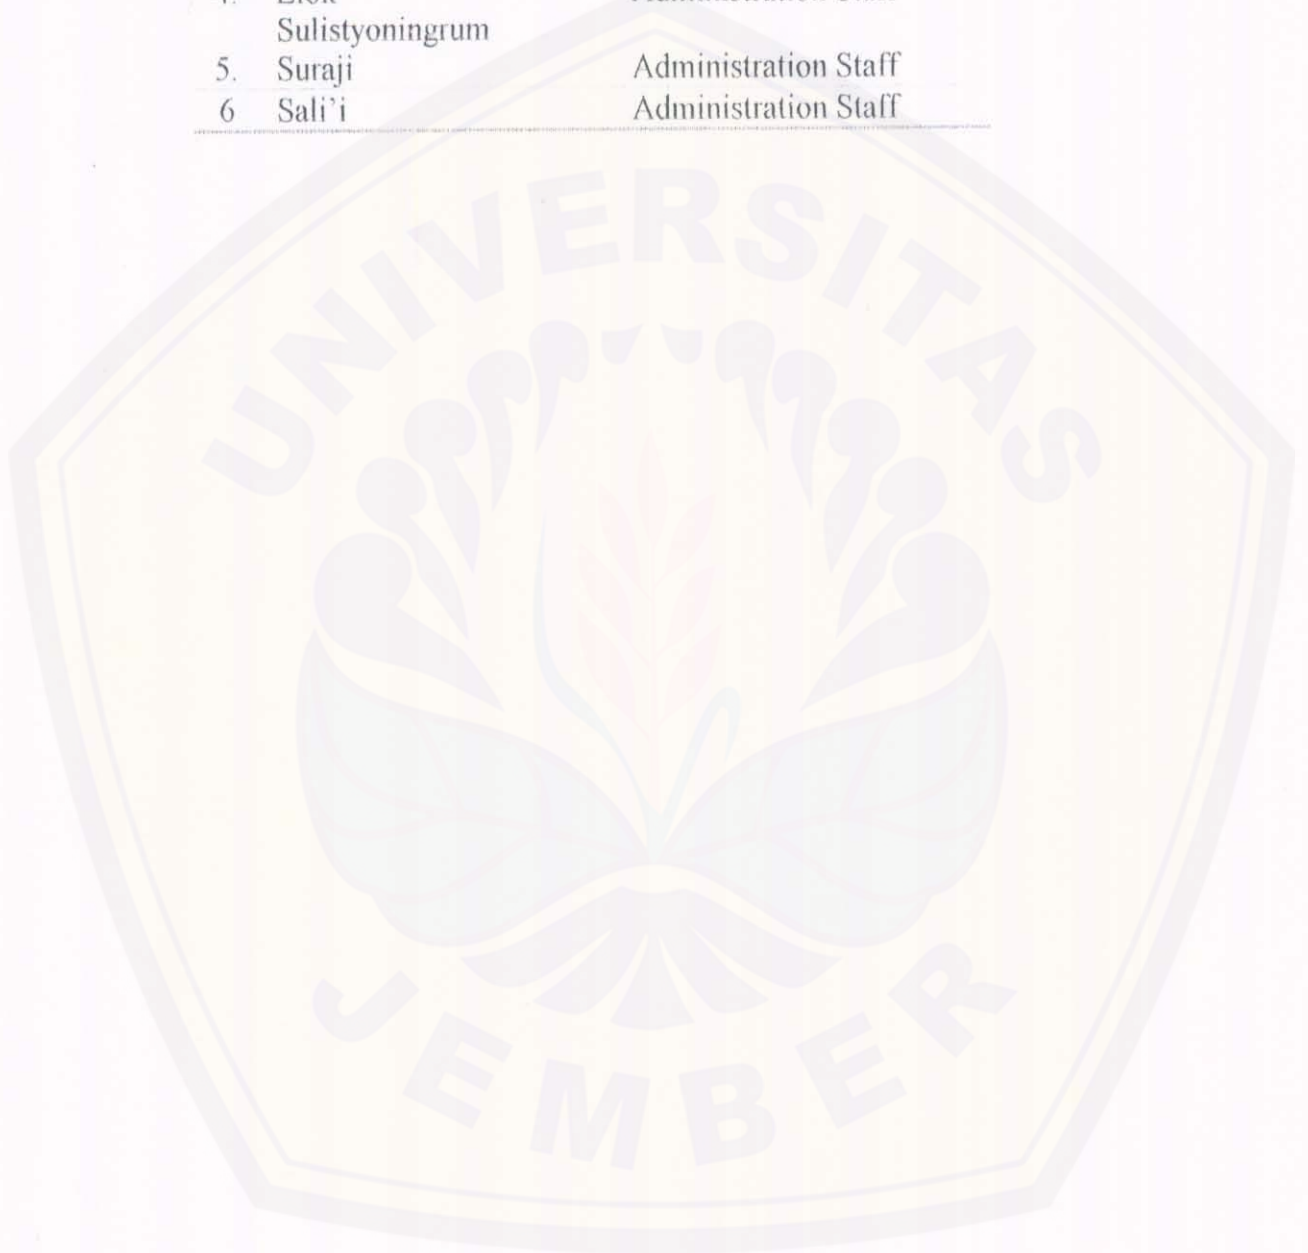 Sulistyoningrum
5. Suraji Administration Staff
6 Sali'i Administration Staff
UNIVERSITAS
JEMBER